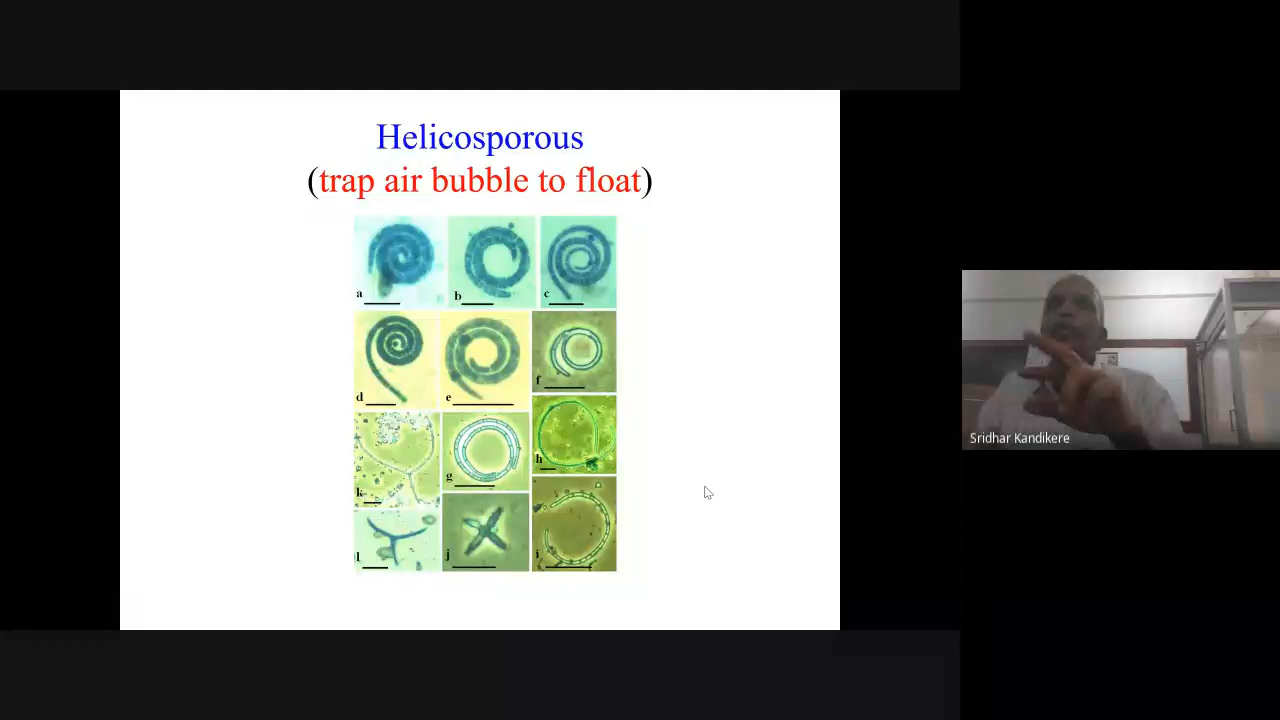 Helicosporous
(trap air bubble to float)
a
b
c
d
e
f
k
g
h
l
j
i
Sridhar Kandikere